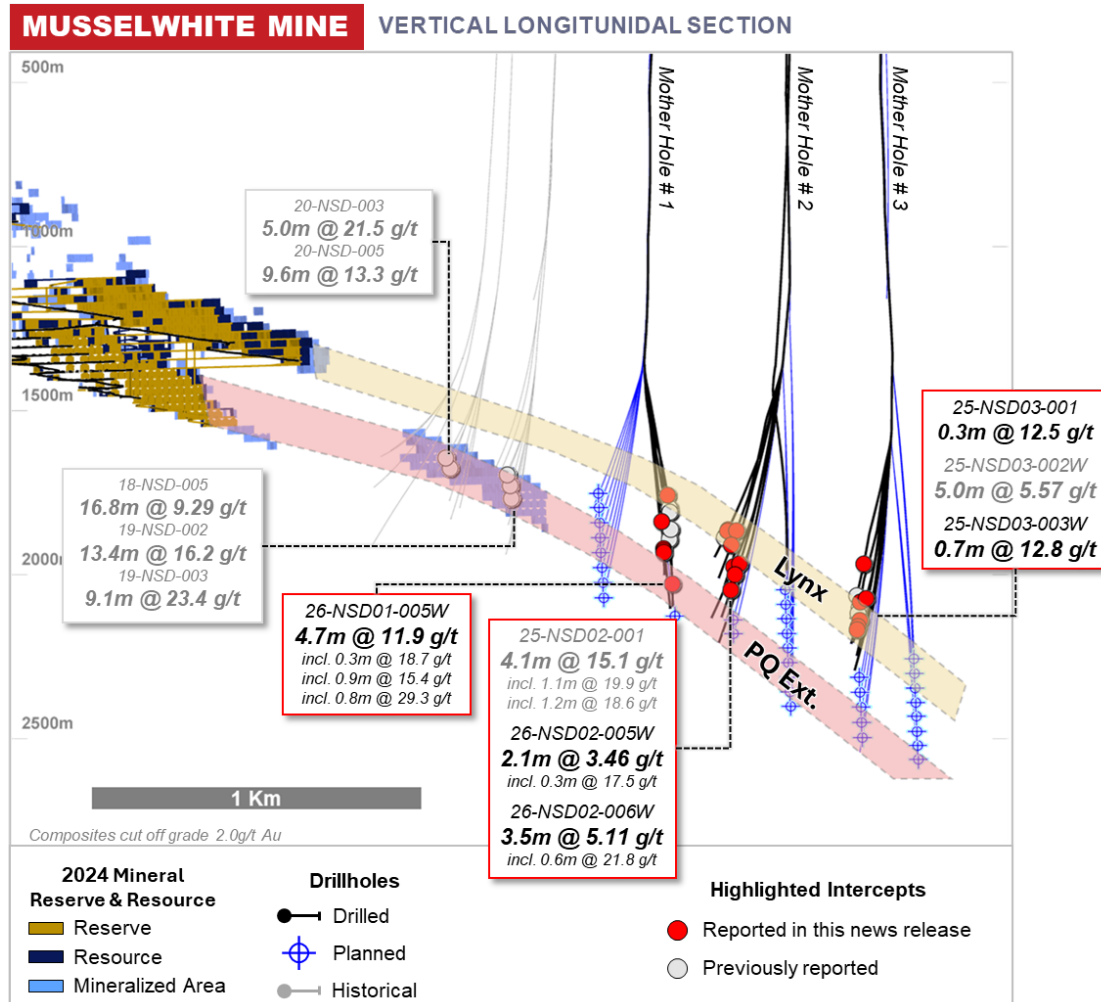 MUSSELWHITE MINE
VERTICAL LONGITUNIDAL SECTION
500m
1000m
1500m
2000m
2500m
Mother Hole # 1
Mother Hole # 2
Mother Hole # 3
20-NSD-003
5.0m @ 21.5 g/t
20-NSD-005
9.6m @ 13.3 g/t
18-NSD-005
16.8m @ 9.29 g/t
19-NSD-002
13.4m @ 16.2 g/t
19-NSD-003
9.1m @ 23.4 g/t
26-NSD01-005W
4.7m @ 11.9 g/t
incl. 0.3m @ 18.7 g/t
incl. 0.9m @ 15.4 g/t
incl. 0.8m @ 29.3 g/t
25-NSD02-001
4.1m @ 15.1 g/t
incl. 1.1m @ 19.9 g/t
incl. 1.2m @ 18.6 g/t
26-NSD02-005W
2.1m @ 3.46 g/t
incl. 0.3m @ 17.5 g/t
26-NSD02-006W
3.5m @ 5.11 g/t
incl. 0.6m @ 21.8 g/t
25-NSD03-001
0.3m @ 12.5 g/t
25-NSD03-002W
5.0m @ 5.57 g/t
25-NSD03-003W
0.7m @ 12.8 g/t
Lynx
PQ Ext.
1 Km
Composites cut off grade 2.0g/t Au
2024 Mineral
Reserve & Resource
Reserve
Resource
Mineralized Area
Drillholes
Drilled
Planned
Historical
Highlighted Intercepts
Reported in this news release
Previously reported